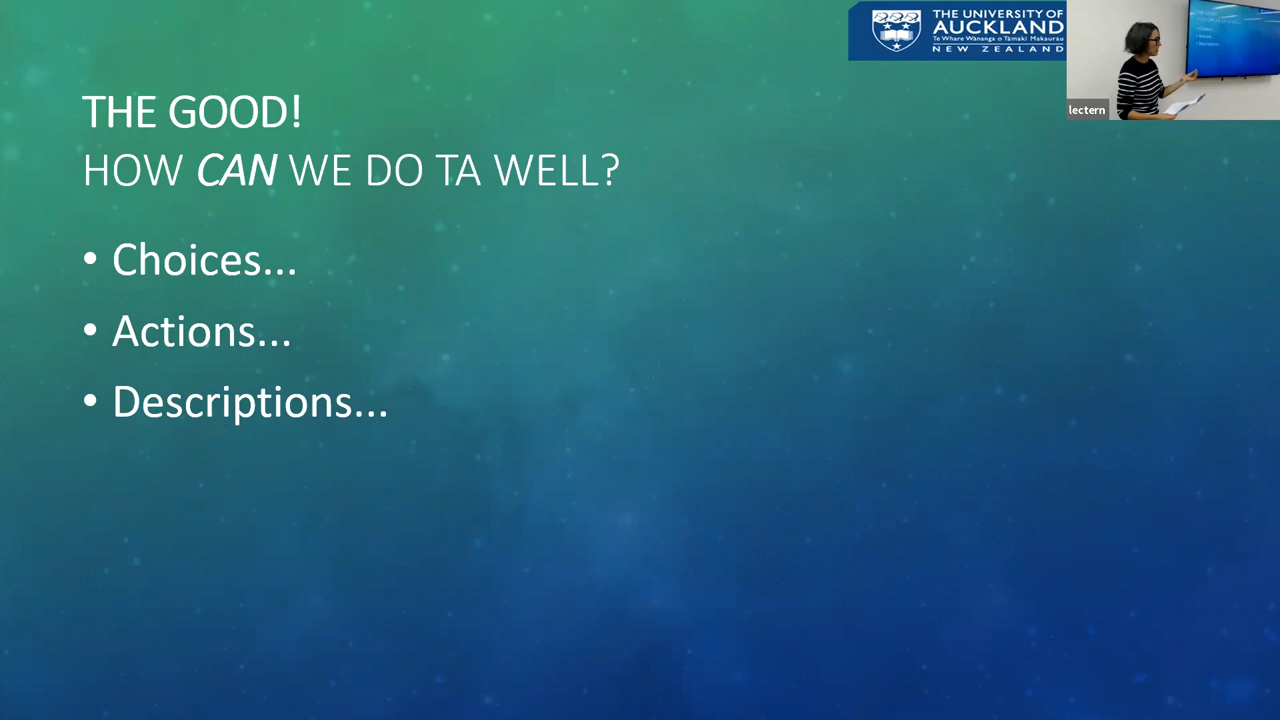 THE UNIVERSITY OF
AUCKLAND
Te Whare Wānanga o Tāmaki Makaurau
NEW ZEALAND
lectern
THE GOOD!
HOW CAN WE DO TA WELL?
• Choices...
• Actions...
• Descriptions...